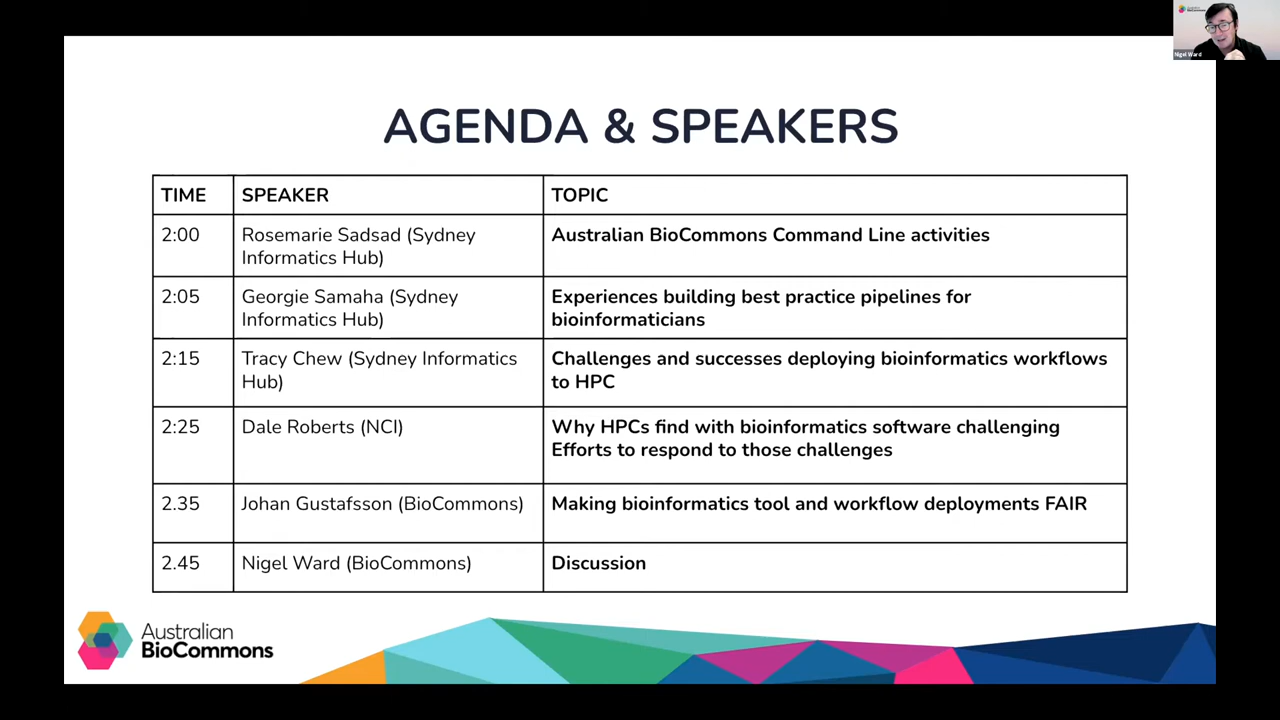 Australian
BioCommons
Nigel Ward
AGENDA & SPEAKERS
TIME SPEAKER TOPIC
2:00 Rosemarie Sadsad (Sydney Australian BioCommons Command Line activities
Informatics Hub)
2:05 Georgie Samaha (Sydney Experiences building best practice pipelines for
Informatics Hub) bioinformaticians
2:15 Tracy Chew (Sydney Informatics Challenges and successes deploying bioinformatics workflows
Hub) to HPC
2:25 Dale Roberts (NCI) Why HPCs find with bioinformatics software challenging
Efforts to respond to those challenges
2.35 Johan Gustafsson (BioCommons) Making bioinformatics tool and workflow deployments FAIR
2.45 Nigel Ward (BioCommons) Discussion
Australian
BioCommons